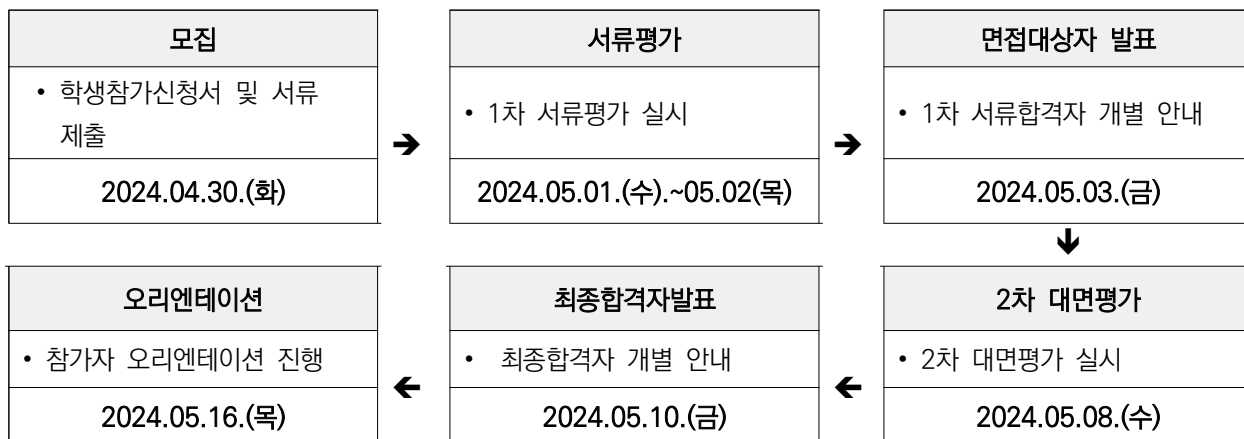 모집
• 학생참가신청서 및 서류
제출
2024.04.30.(화)
➔
서류평가
• 1차 서류평가 실시
2024.05.01.(수).~05.02(목)
➔
면접대상자 발표
• 1차 서류합격자 개별 안내
2024.05.03.(금)
🡻
2차 대면평가
• 2차 대면평가 실시
2024.05.08.(수)
🡸
최종합격자발표
• 최종합격자 개별 안내
2024.05.10.(금)
🡸
오리엔테이션
• 참가자 오리엔테이션 진행
2024.05.16.(목)